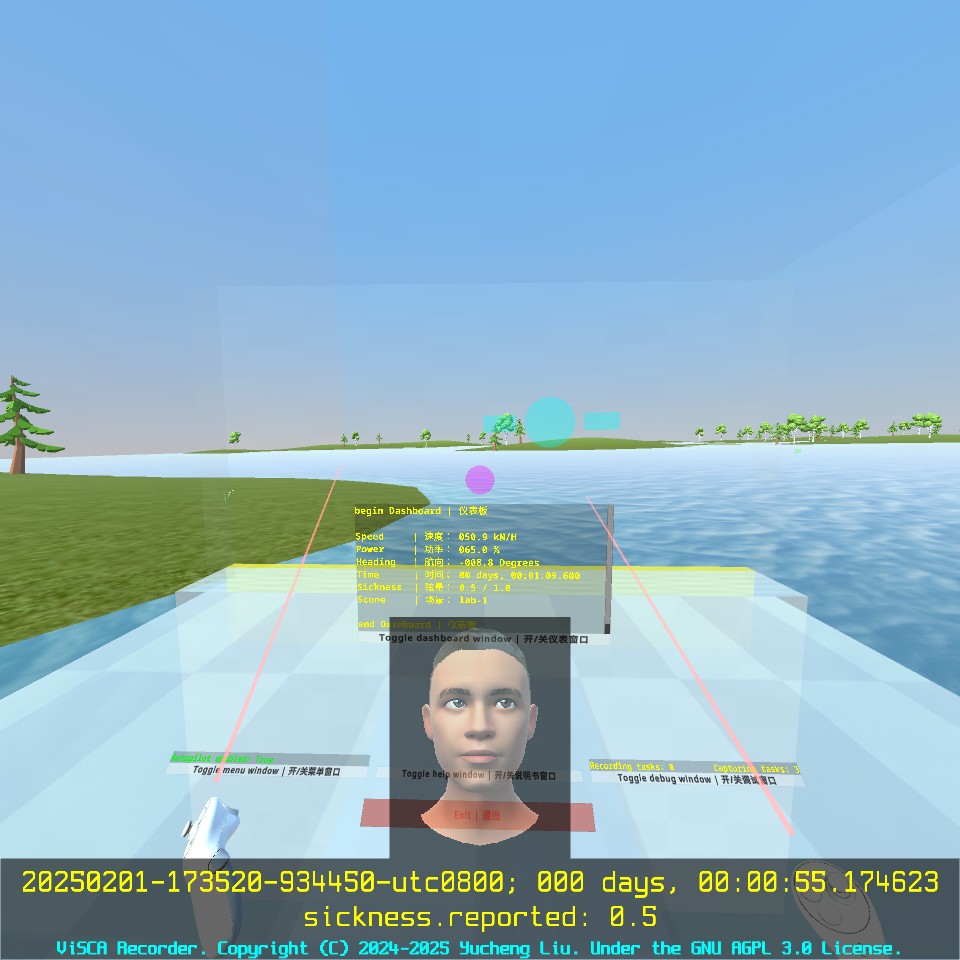 begin Dashboard | 仪表板
Speed | 速度: 050.9 kN/H
Power | 功率: 065.0 %
Heading | 航向: -008.8 Degrees
Time | 时间: 00 days, 00:01:09.600
Sickness | 眩晕: 0.5 / 1.0
Scene | 场景: lab-1
end Dashboard | 仪表板
Toggle dashboard window | 开/关仪表窗口
Autopilot enabled: True
Toggle menu window | 开/关菜单窗口
Toggle help window | 开/关说明书窗口
Recording tasks: 0 Capturing tasks: 3
Toggle debug window | 开/关调试窗口
Exit | 退出
20250201-173520-934450-utc0800; 000 days, 00:00:55.174623
sickness.reported: 0.5
ViSCA Recorder. Copyright (C) 2024-2025 Yucheng Liu. Under the GNU AGPL 3.0 License.